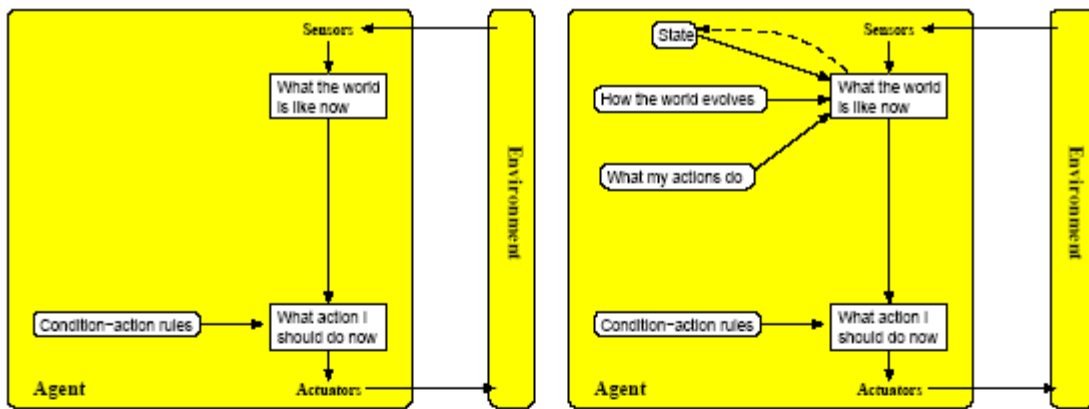 Sensors
What the world
is like now
Environment
Condition-action rules
What action I
should do now
Agent
Actuators
State
Sensors
What the world
is like now
How the world evolves
What my actions do
Environment
Condition-action rules
What action I
should do now
Agent
Actuators